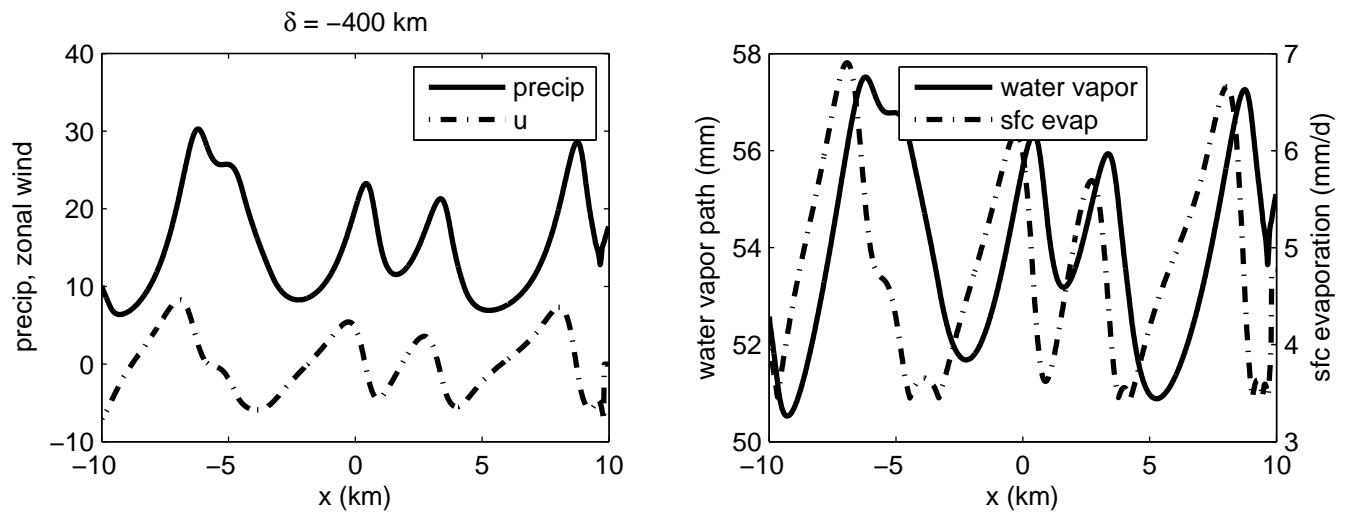 δ = −400 km
40
30
20
10
0
−10
precip, zonal wind
precip
u
−10 −5 0 5 10
x (km)
58
56
54
52
50
water vapor path (mm)
water vapor
sfc evap
7
6
5
4
3
sfc evaporation (mm/d)
−10 −5 0 5 10
x (km)